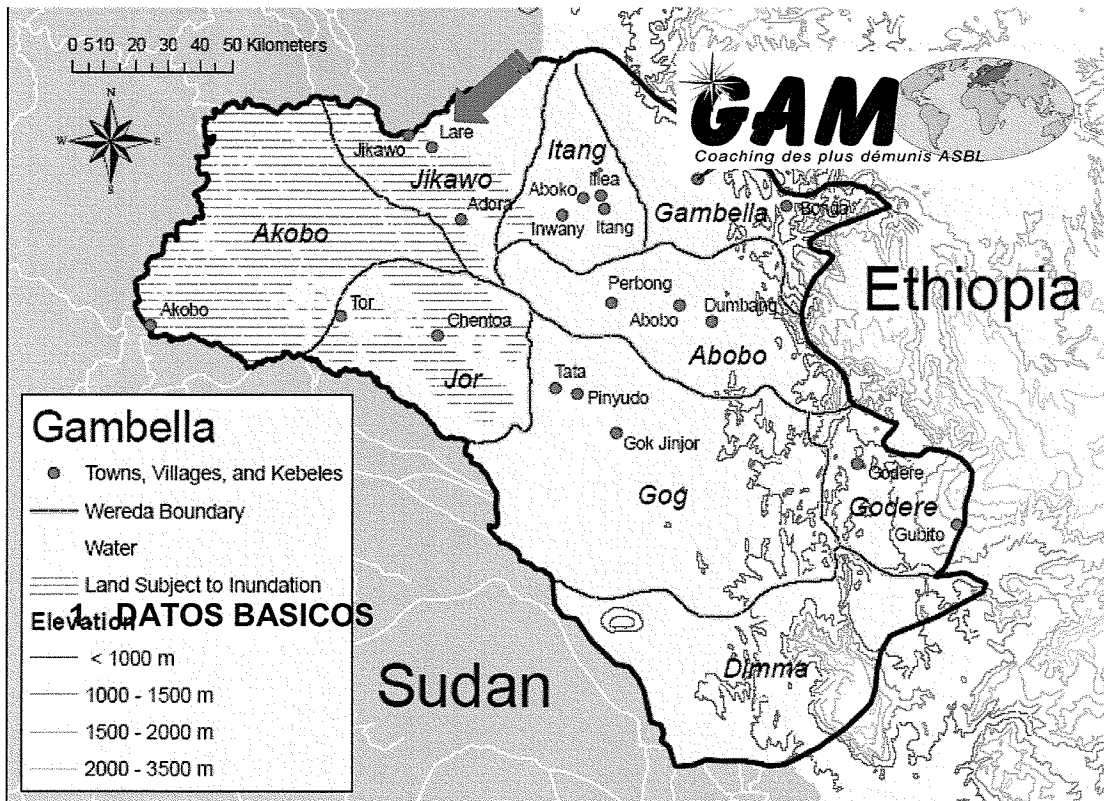 0 5 10 20 30 40 50 Kilometers
N
W E
S
GAM
Coaching des plus démunis ASBL
Lare
Jikawo
Jikawo
Adora
Itang
Aboko
Inwany
Itang
Gambella
Bonga
Akobo
Akobo
Tor
Chentoa
Jor
Perbong
Abobo
Dumbang
Abobo
Ethiopia
Tata
Pinyudo
Gok Jinjor
Gog
Godere
Godere
Gubito
Dimma
Sudan
Gambella
Towns, Villages, and Kebeles
Wereda Boundary
Water
Land Subject to Inundation
Elevation
1. DATOS BASICOS
< 1000 m
1000 - 1500 m
1500 - 2000 m
2000 - 3500 m